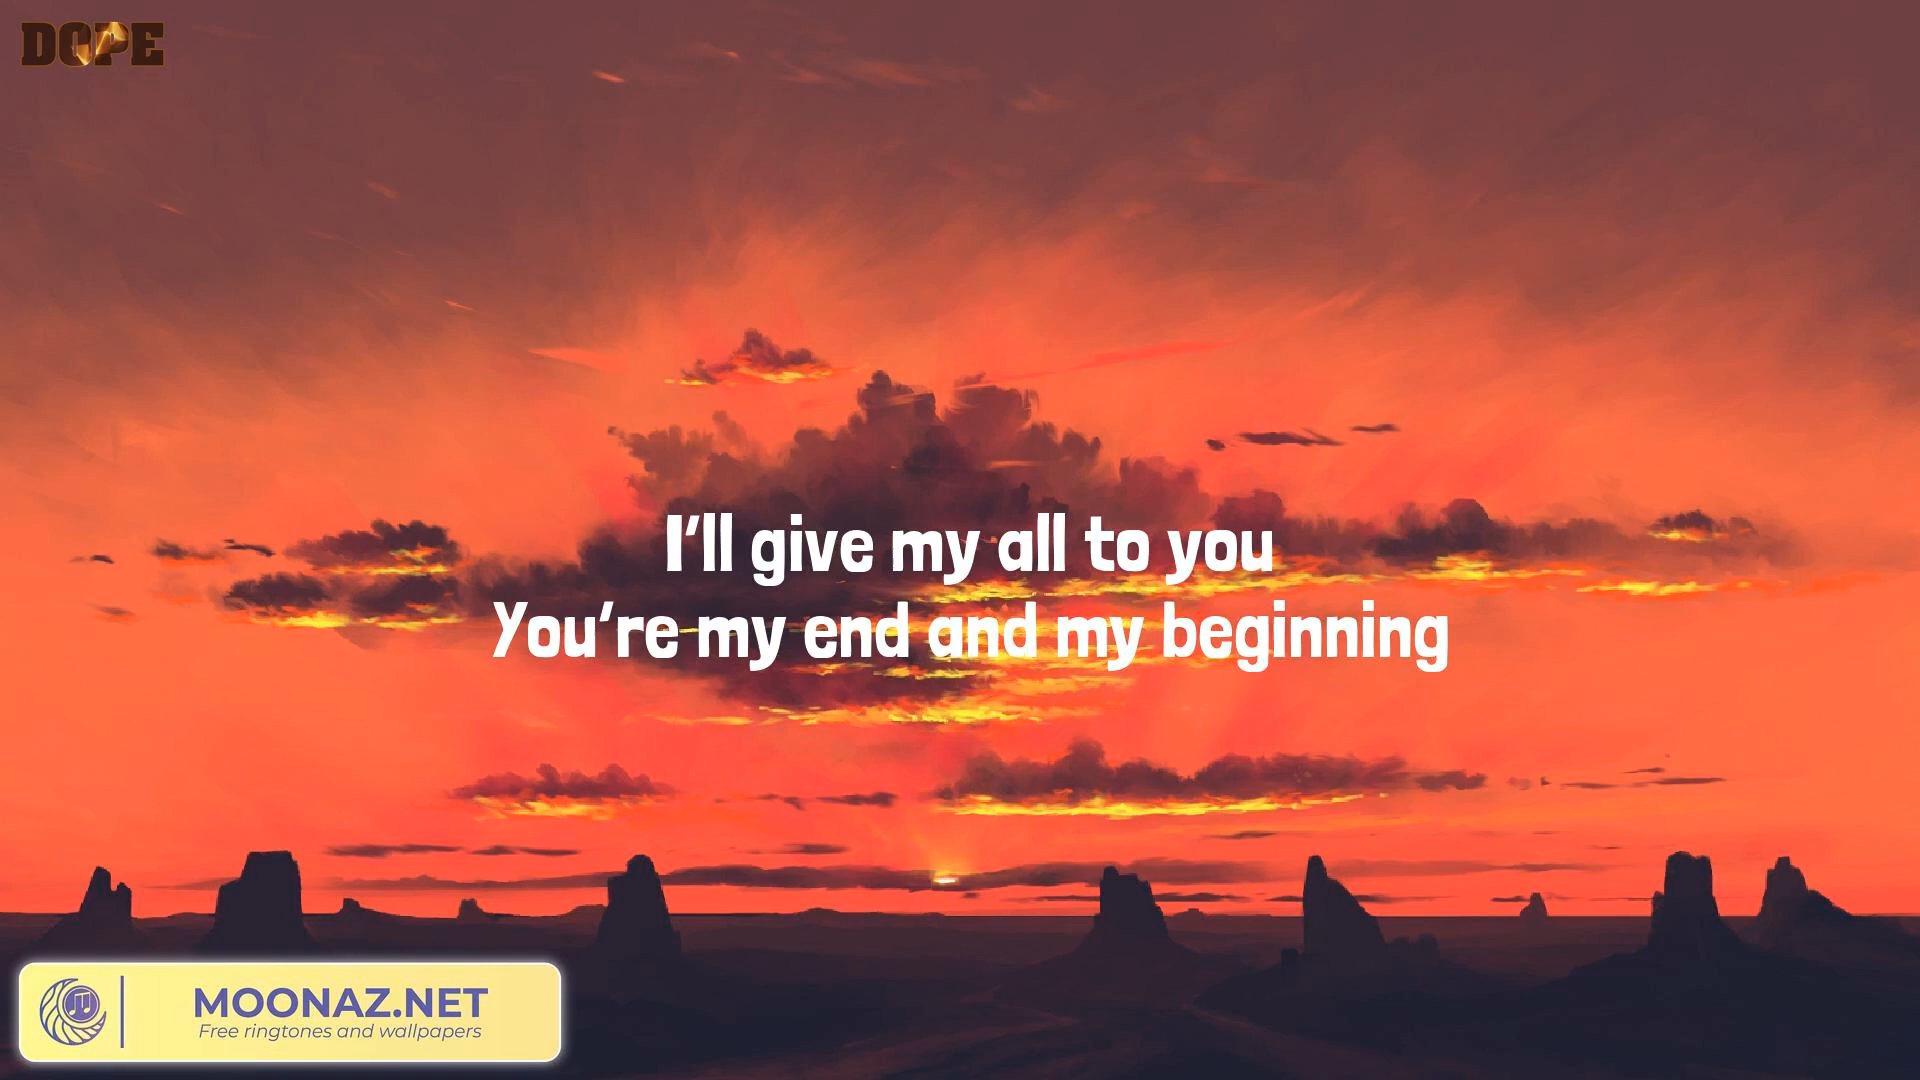 DOPE
I'll give my all to you
You're my end and my beginning
MOONAZ.NET
Free ringtones and wallpapers